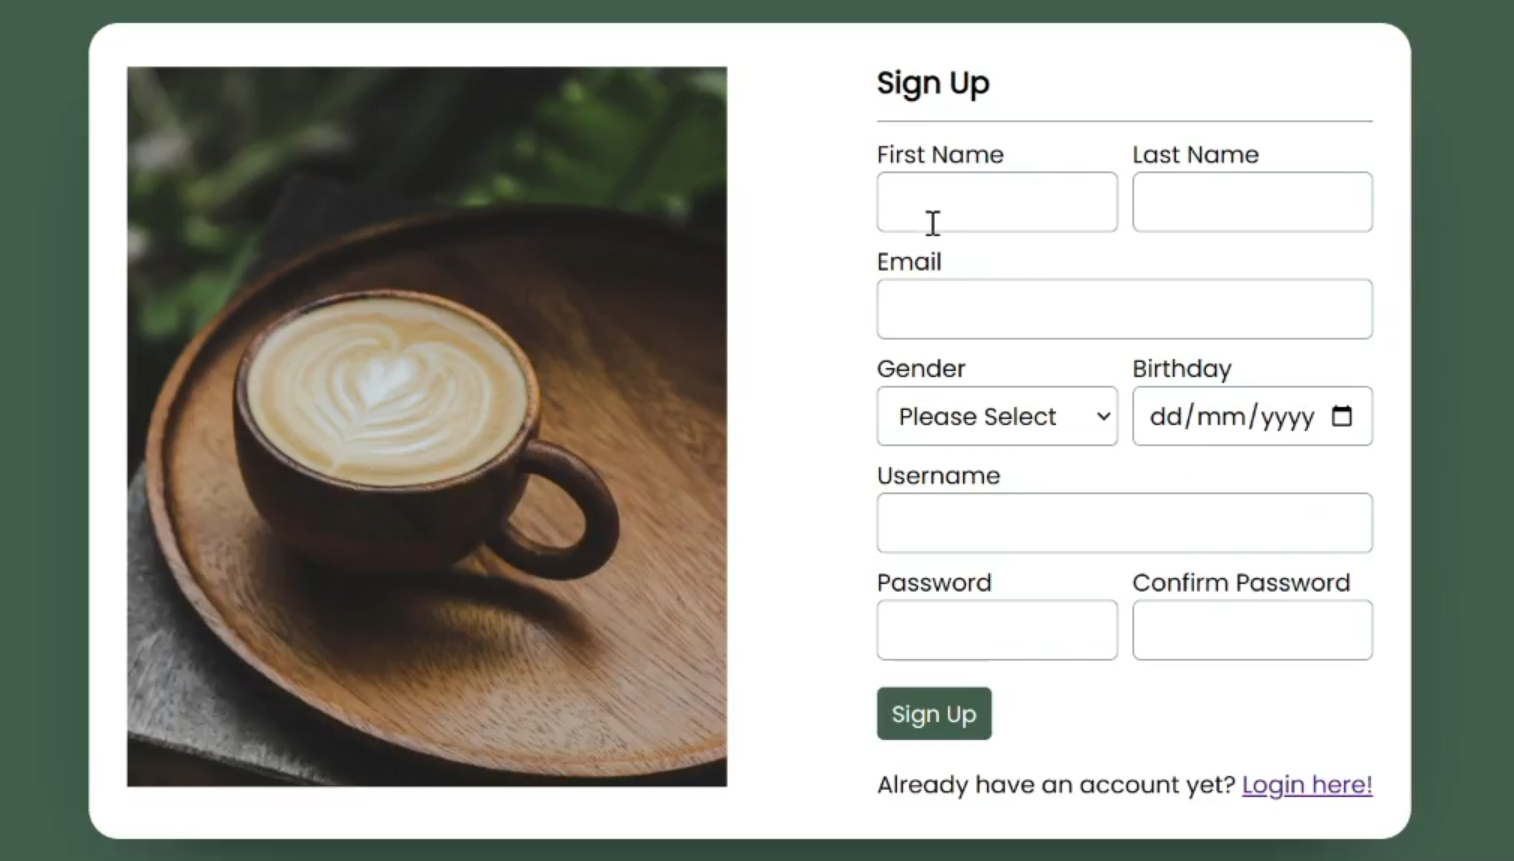 Sign Up
First Name Last Name
Email
Gender Birthday
Please Select dd/mm/yyyy
Username
Password Confirm Password
Sign Up
Already have an account yet? Login here!